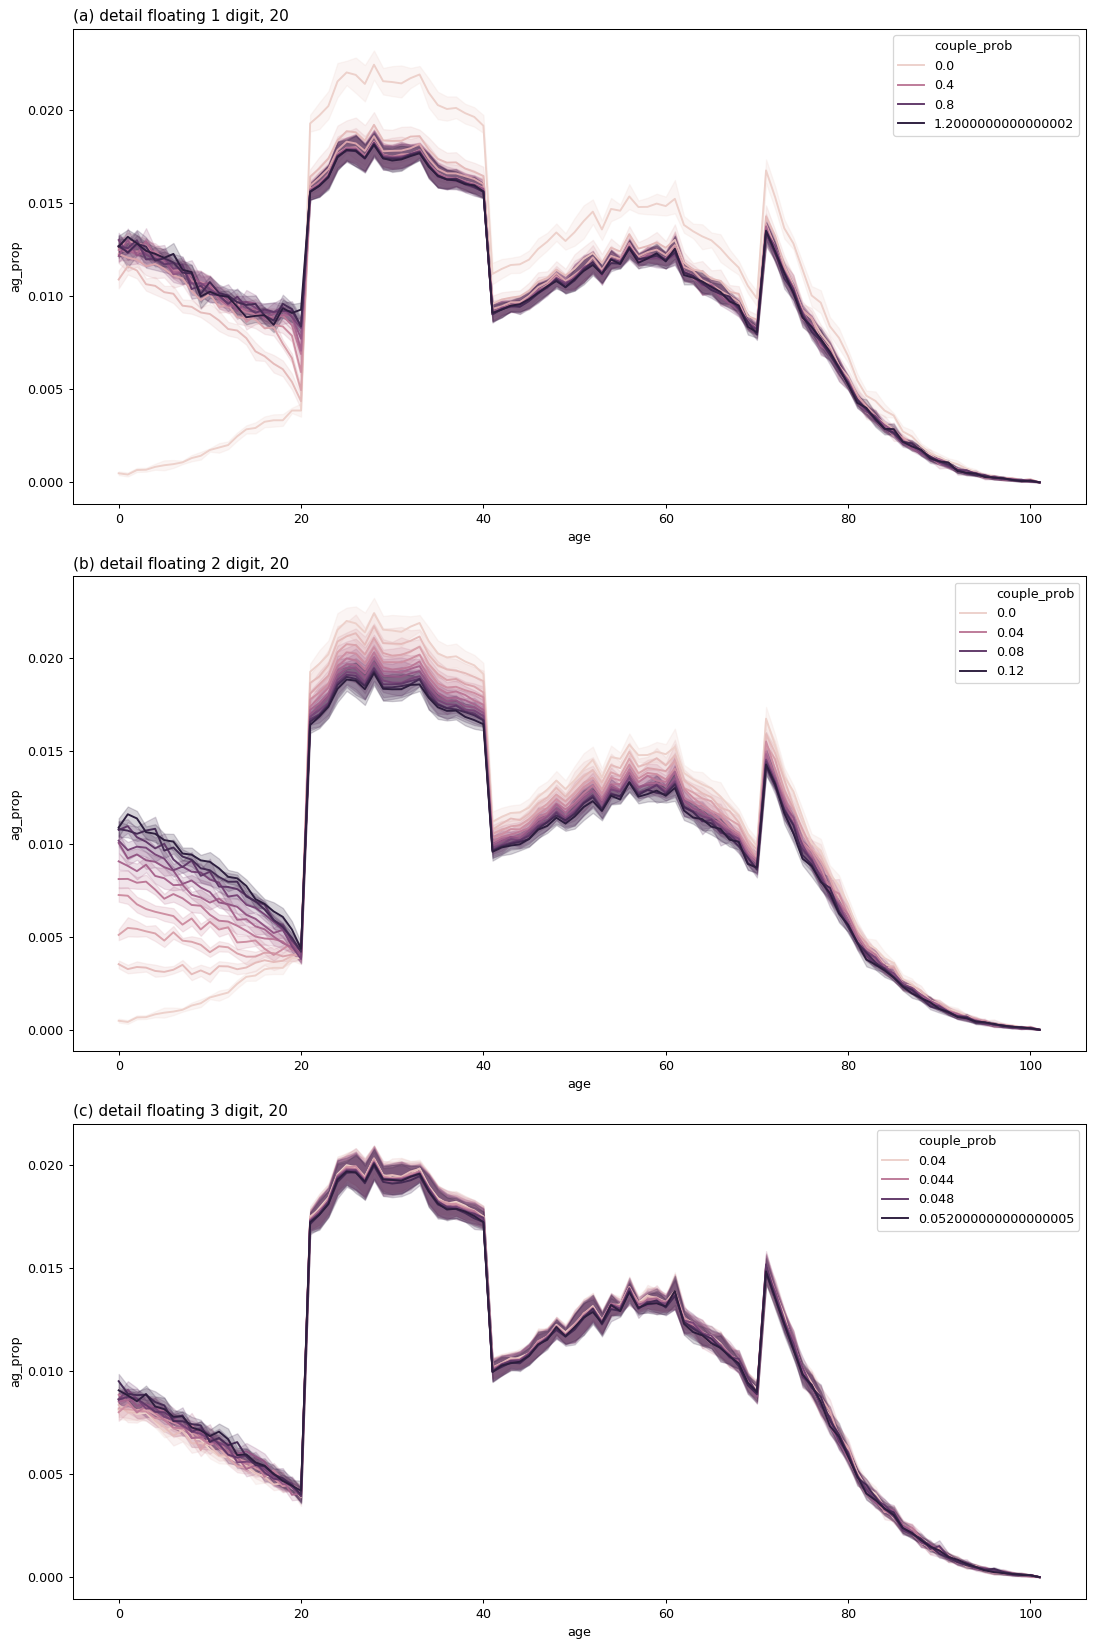 (a) detail floating 1 digit, 20
couple_prob
0.0
0.4
0.8
1.2000000000000002
0.020
0.015
0.010
0.005
0.000
ag_prop
0 20 40 60 80 100
age
(b) detail floating 2 digit, 20
couple_prob
0.0
0.04
0.08
0.12
0.020
0.015
0.010
0.005
0.000
ag_prop
0 20 40 60 80 100
age
(c) detail floating 3 digit, 20
couple_prob
0.04
0.044
0.048
0.052000000000000005
0.020
0.015
0.010
0.005
0.000
ag_prop
0 20 40 60 80 100
age